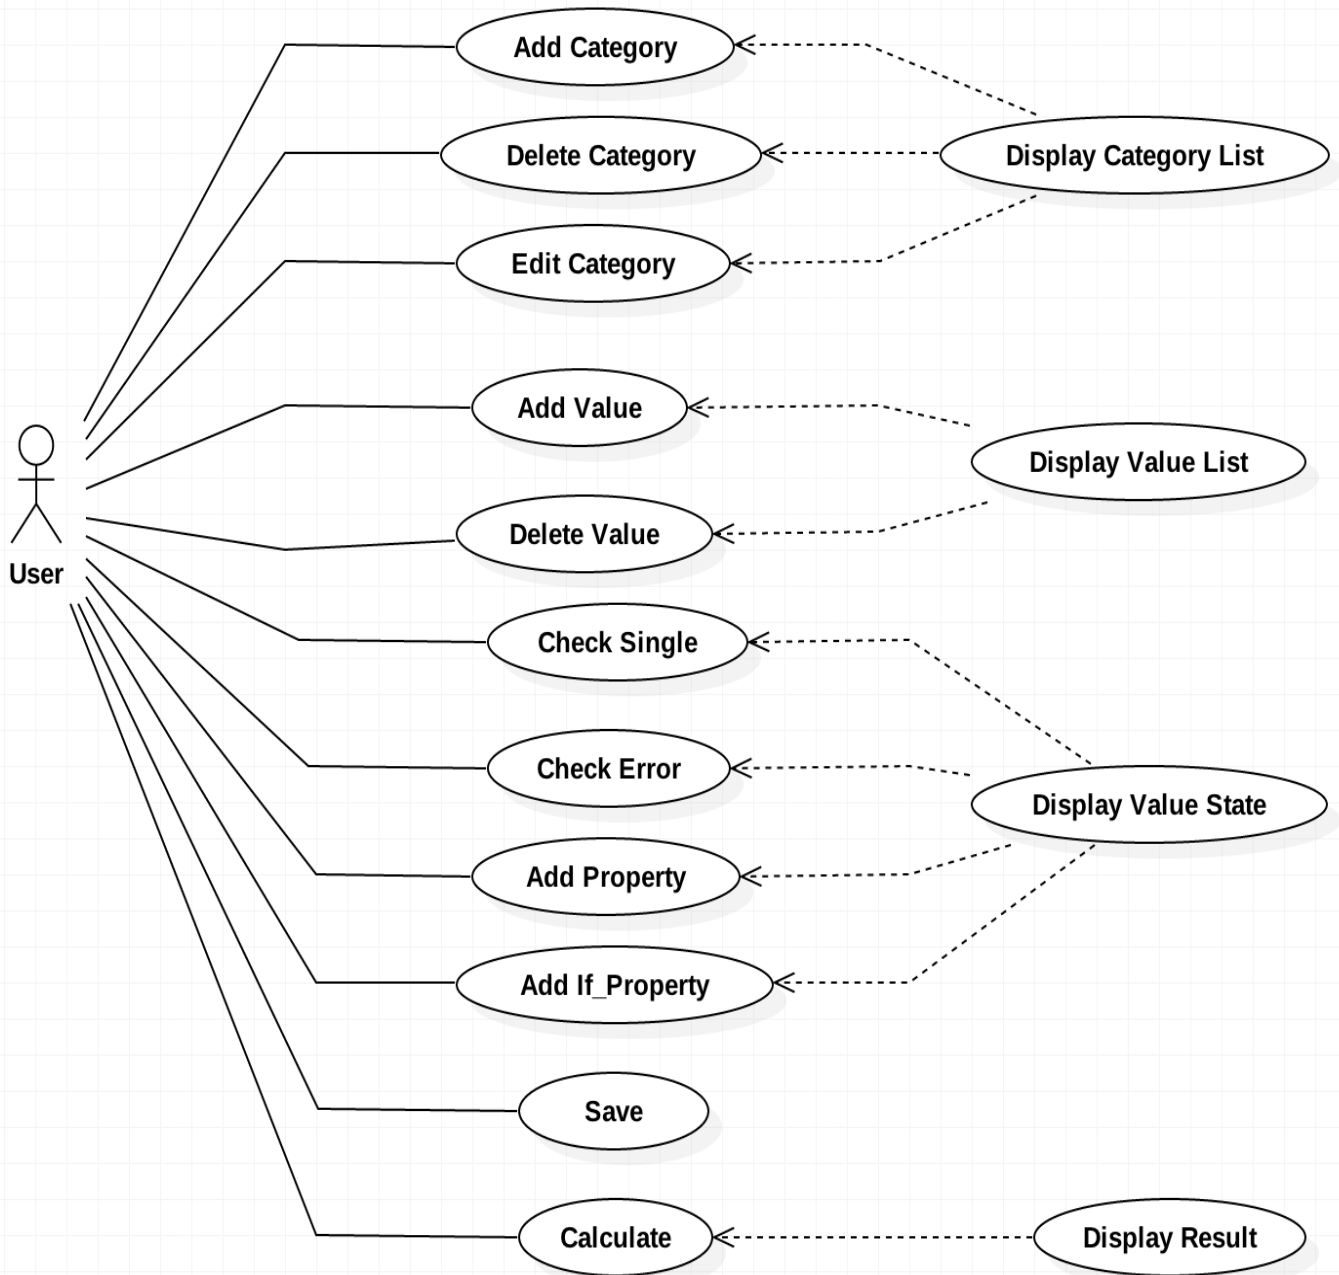 Add Category
Delete Category
Display Category List
Edit Category
Add Value
Display Value List
Delete Value
User
Check Single
Check Error
Display Value State
Add Property
Add If_Property
Save
Calculate
Display Result